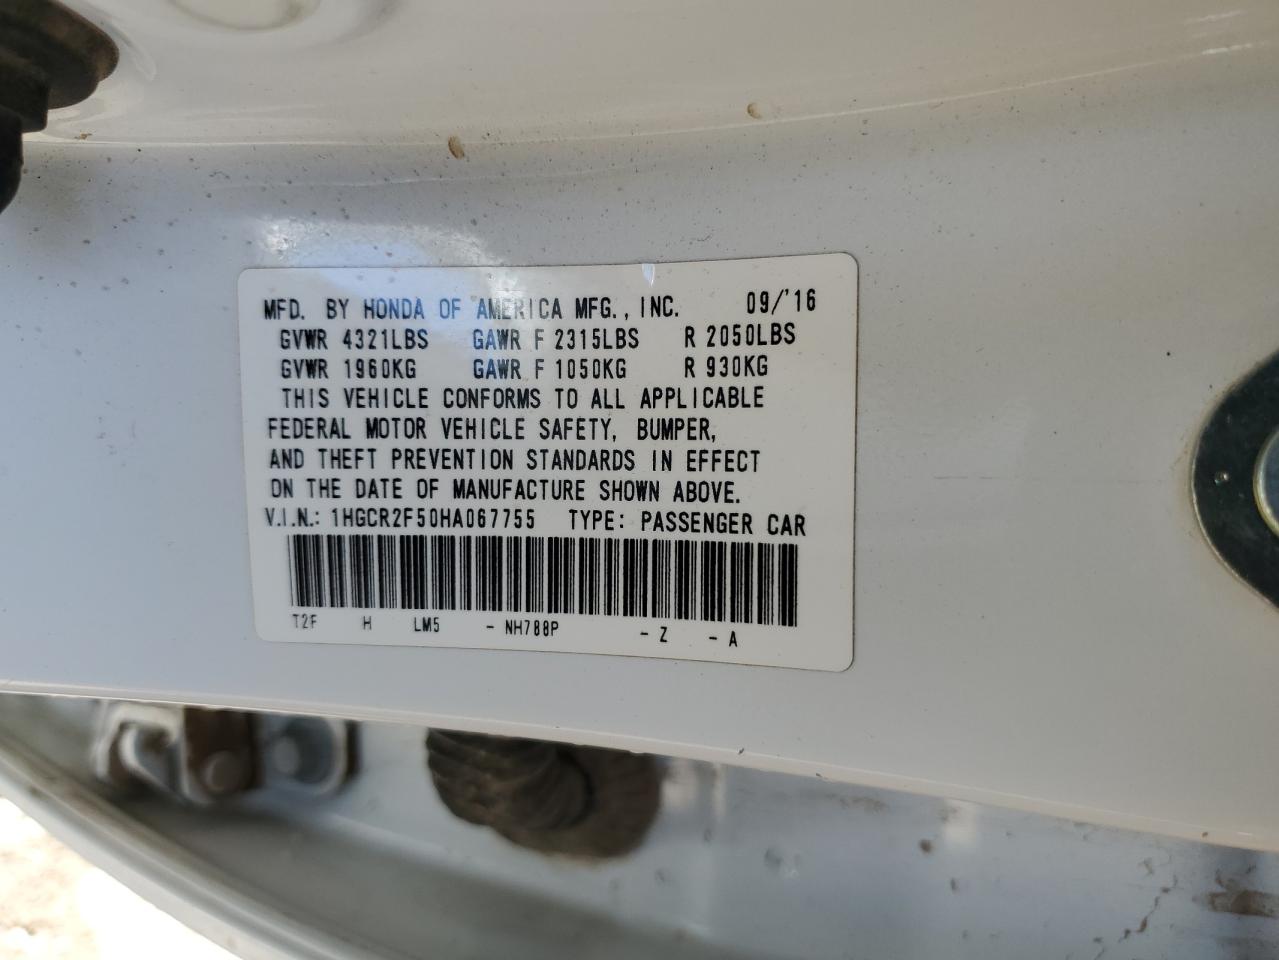 MFD. BY HONDA OF AMERICA MFG., INC. 09/'16
GVWR 4321LBS GAWR F 2315LBS R 2050LBS
GVWR 1960KG GAWR F 1050KG R 930KG
THIS VEHICLE CONFORMS TO ALL APPLICABLE
FEDERAL MOTOR VEHICLE SAFETY, BUMPER,
AND THEFT PREVENTION STANDARDS IN EFFECT
ON THE DATE OF MANUFACTURE SHOWN ABOVE.
V.I.N.: 1HGCR2F50HA067755 TYPE: PASSENGER CAR
T2F H LM5 - NH788P - Z - A